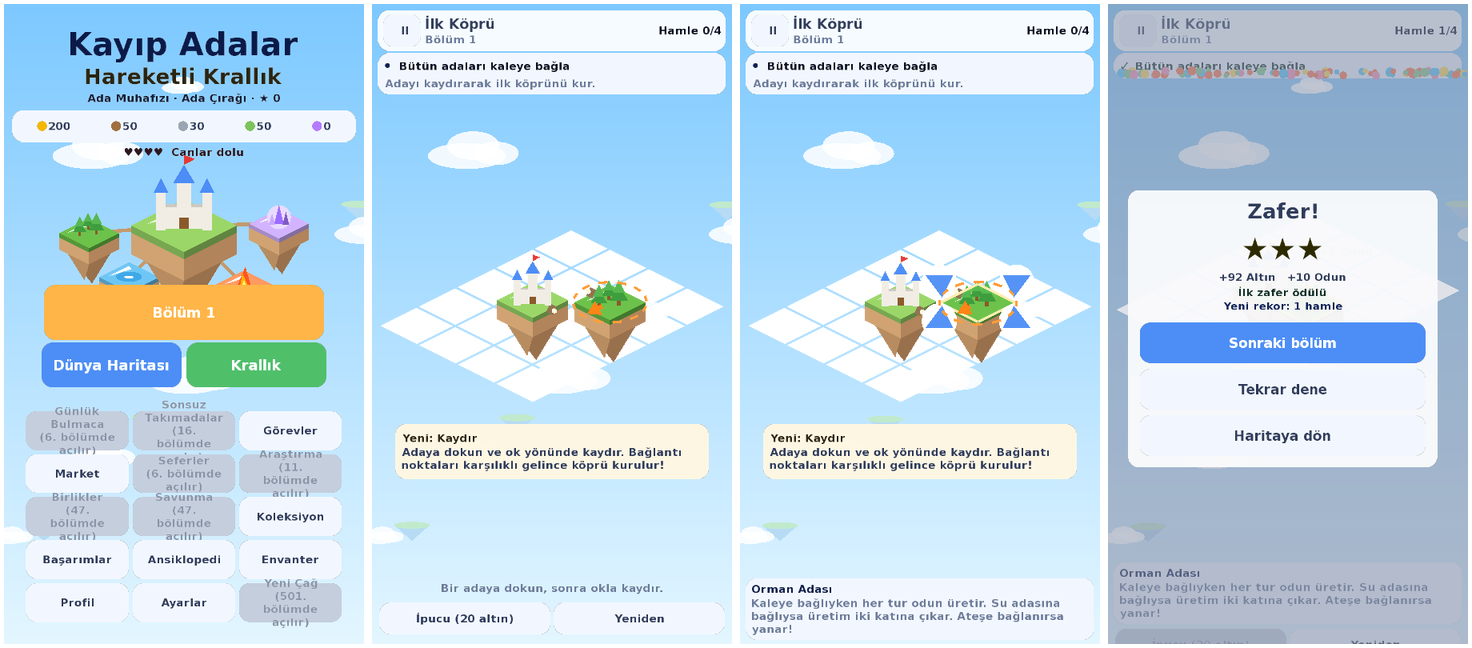 Kayıp Adalar
Hareketli Krallık
Ada Muhafızı · Ada Çırağı · ★ 0
200 50 30 50 0
♥♥♥♥ Canlar dolu
Bölüm 1
Dünya Haritası
Krallık
Günlük
Bulmaca
(6. bölümde
açılır)
Sonsuz
Takımadalar
(16.
bölümde
Görevler
Market
Seferler
(6. bölümde
açılır)
Araştırma
(11.
bölümde
açılır)
Birlikler
(47.
bölümde
açılır)
Savunma
(47.
bölümde
açılır)
Koleksiyon
Başarımlar
Ansiklopedi
Envanter
Profil
Ayarlar
Yeni Çağ
(501.
bölümde
açılır)
II
İlk Köprü
Bölüm 1
Hamle 0/4
• Bütün adaları kaleye bağla
Adayı kaydırarak ilk köprünü kur.
Yeni: Kaydır
Adaya dokun ve ok yönünde kaydır. Bağlantı
noktaları karşılıklı gelince köprü kurulur!
Bir adaya dokun, sonra okla kaydır.
İpucu (20 altın)
Yeniden
II
İlk Köprü
Bölüm 1
Hamle 0/4
• Bütün adaları kaleye bağla
Adayı kaydırarak ilk köprünü kur.
Yeni: Kaydır
Adaya dokun ve ok yönünde kaydır. Bağlantı
noktaları karşılıklı gelince köprü kurulur!
Orman Adası
Kaleye bağlıyken her tur odun üretir. Su adasına
bağlıysa üretim iki katına çıkar. Ateşe bağlanırsa
yanar!
II
İlk Köprü
Bölüm 1
Hamle 1/4
✓ Bütün adaları kaleye bağla
Zafer!
★★★
+92 Altın +10 Odun
İlk zafer ödülü
Yeni rekor: 1 hamle
Sonraki bölüm
Tekrar dene
Haritaya dön
Orman Adası
Kaleye bağlıyken her tur odun üretir. Su adasına
bağlıysa üretim iki katına çıkar. Ateşe bağlanırsa
yanar!
İpucu (20 altın)
Yeniden